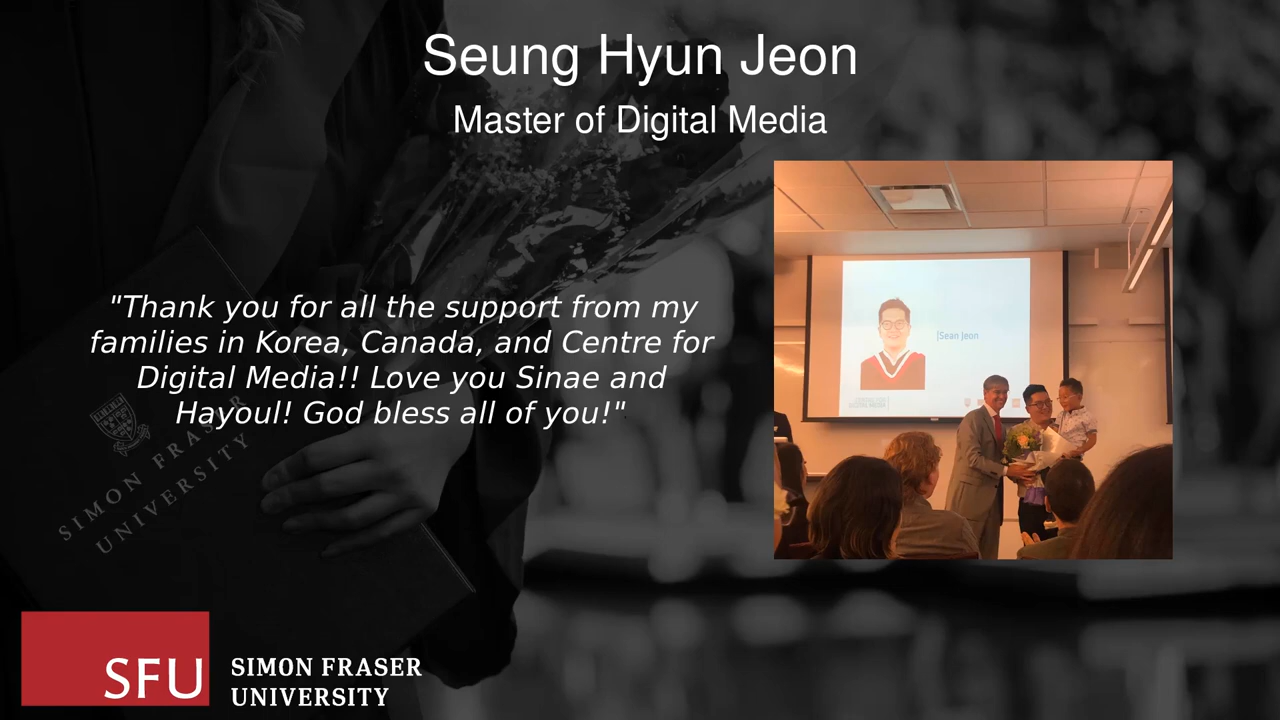 Seung Hyun Jeon
Master of Digital Media
"Thank you for all the support from my
families in Korea, Canada, and Centre for
Digital Media!! Love you Sinae and
Hayoul! God bless all of you!"
Sean Jeon
SIMON FRASER
UNIVERSITY
SFU
SIMON FRASER
UNIVERSITY